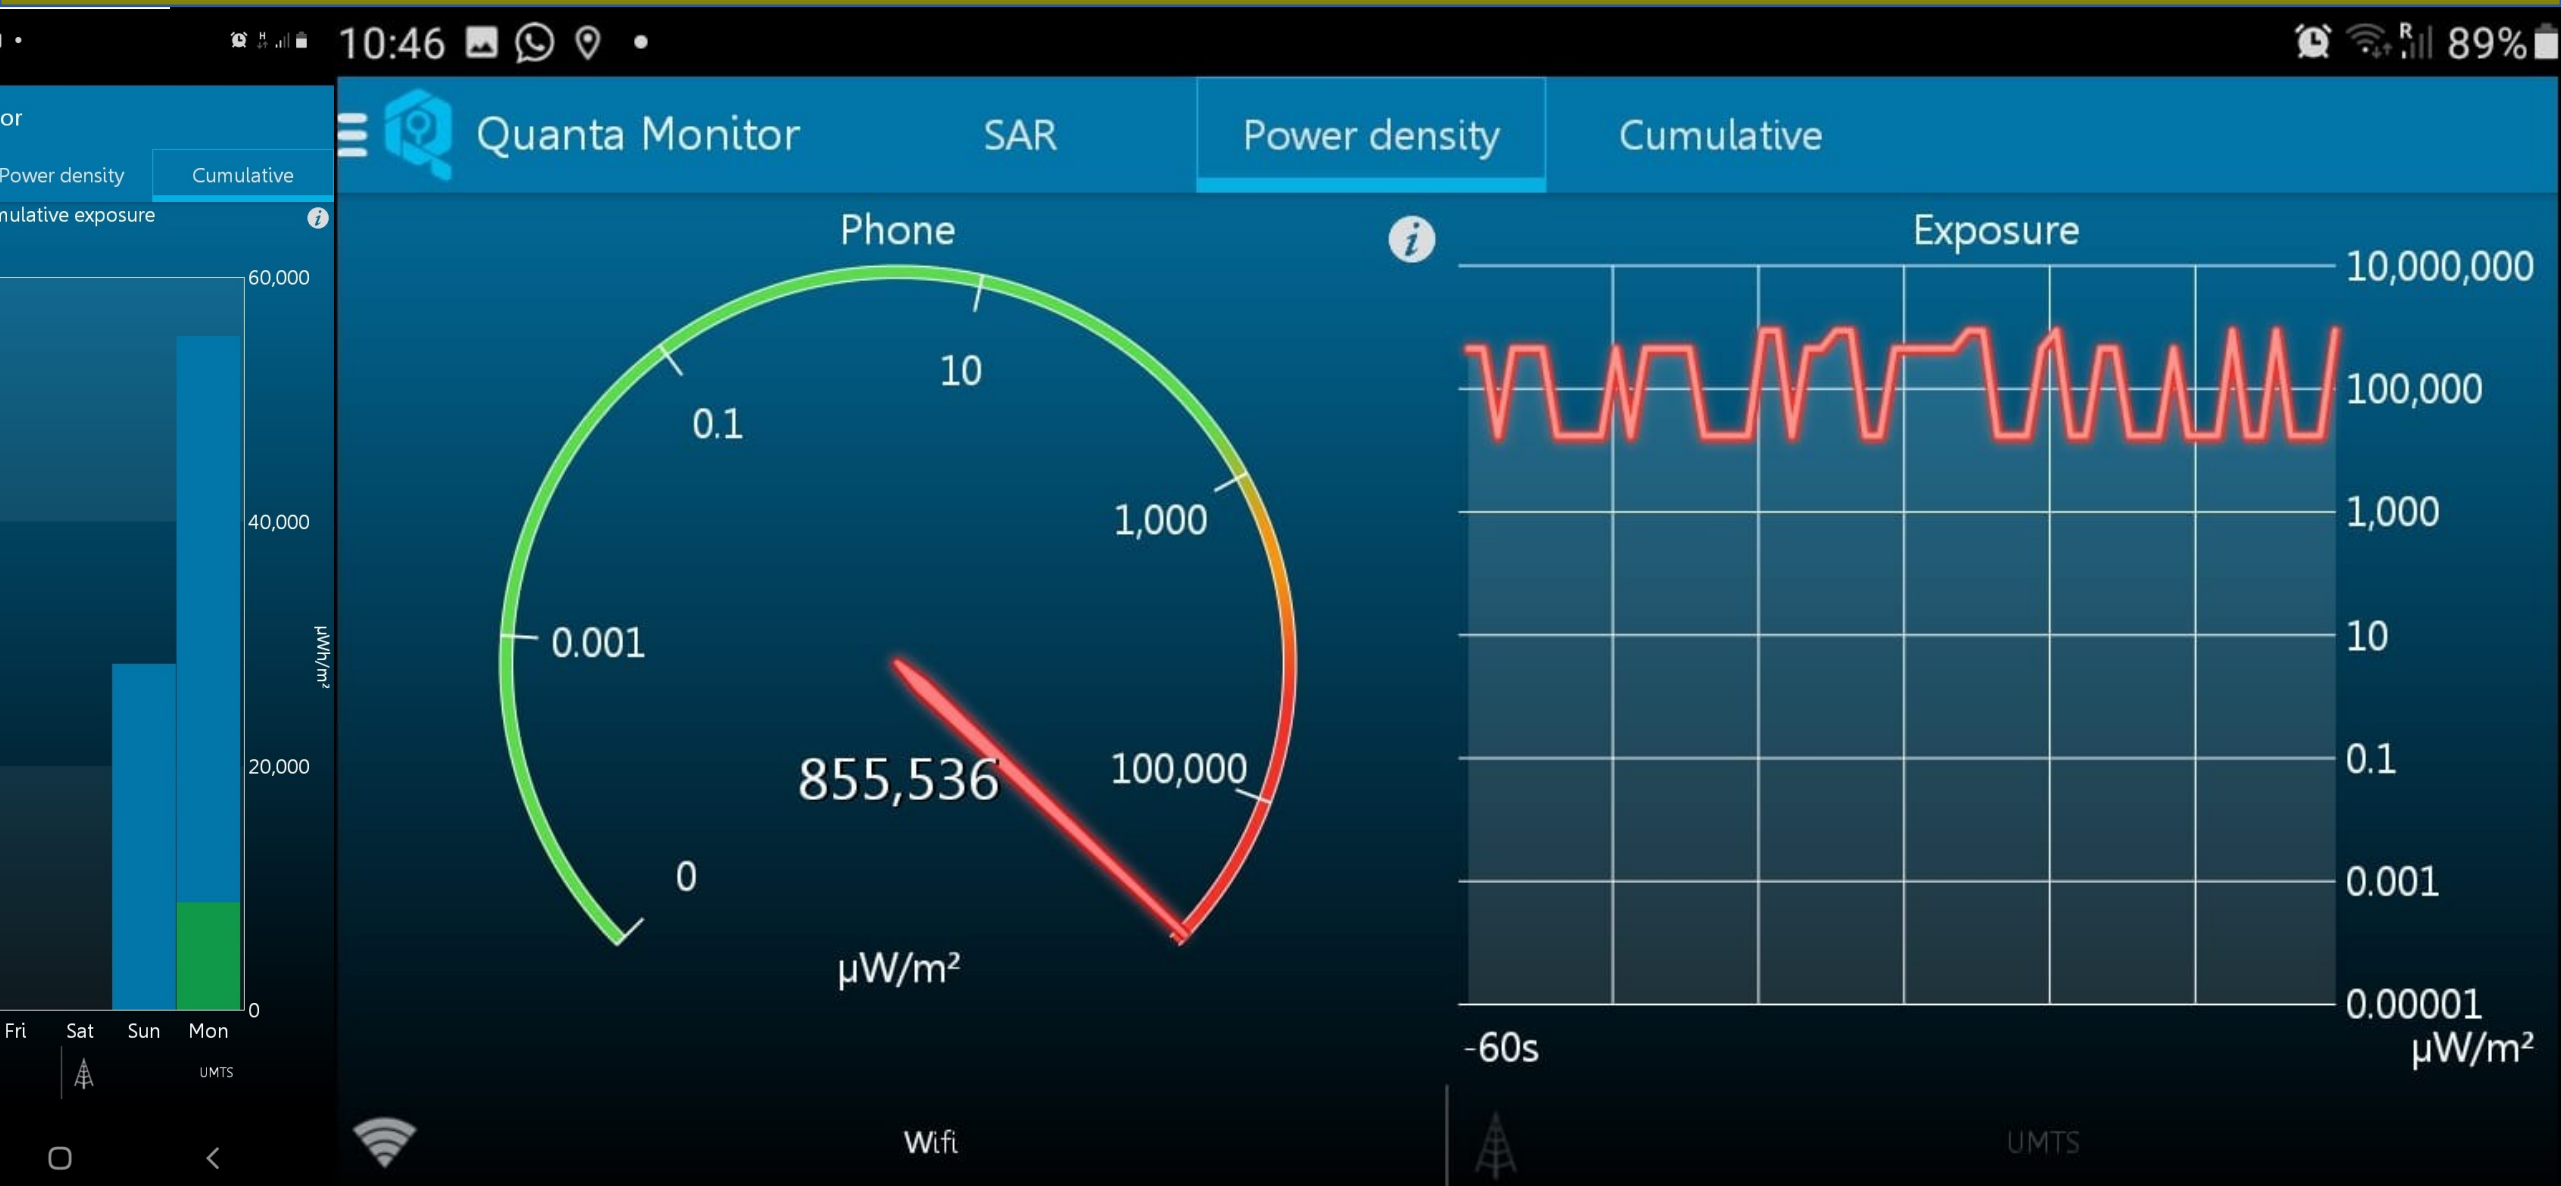 or
Power density Cumulative
mulative exposure
60,000
40,000
20,000
0
µWh/m²
Fri Sat Sun Mon
UMTS
10:46 R 89%
Quanta Monitor SAR Power density Cumulative
Phone
0
0.001
0.1
10
1,000
100,000
855,536
µW/m²
Exposure
10,000,000
100,000
1,000
10
0.1
0.001
0.00001
-60s µW/m²
Wifi UMTS